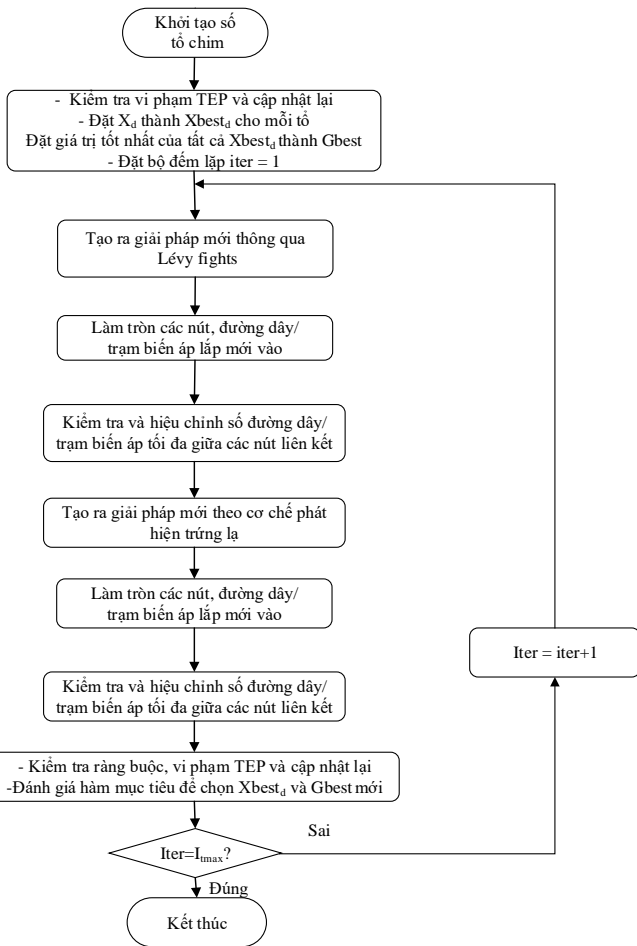 Khởi tạo số
tổ chim
- Kiểm tra vi phạm TEP và cập nhật lại
- Đặt X_d thành Xbest_d cho mỗi tổ
Đặt giá trị tốt nhất của tất cả Xbest_d thành Gbest
- Đặt bộ đếm lặp iter = 1
Tạo ra giải pháp mới thông qua
Lévy fights
Làm tròn các nút, đường dây/
trạm biến áp lắp mới vào
Kiểm tra và hiệu chỉnh số đường dây/
trạm biến áp tối đa giữa các nút liên kết
Tạo ra giải pháp mới theo cơ chế phát
hiện trứng lạ
Làm tròn các nút, đường dây/
trạm biến áp lắp mới vào
Iter = iter+1
Kiểm tra và hiệu chỉnh số đường dây/
trạm biến áp tối đa giữa các nút liên kết
- Kiểm tra ràng buộc, vi phạm TEP và cập nhật lại
-Đánh giá hàm mục tiêu để chọn Xbest_d và Gbest mới
Sai
Iter=I_tmax?
Đúng
Kết thúc